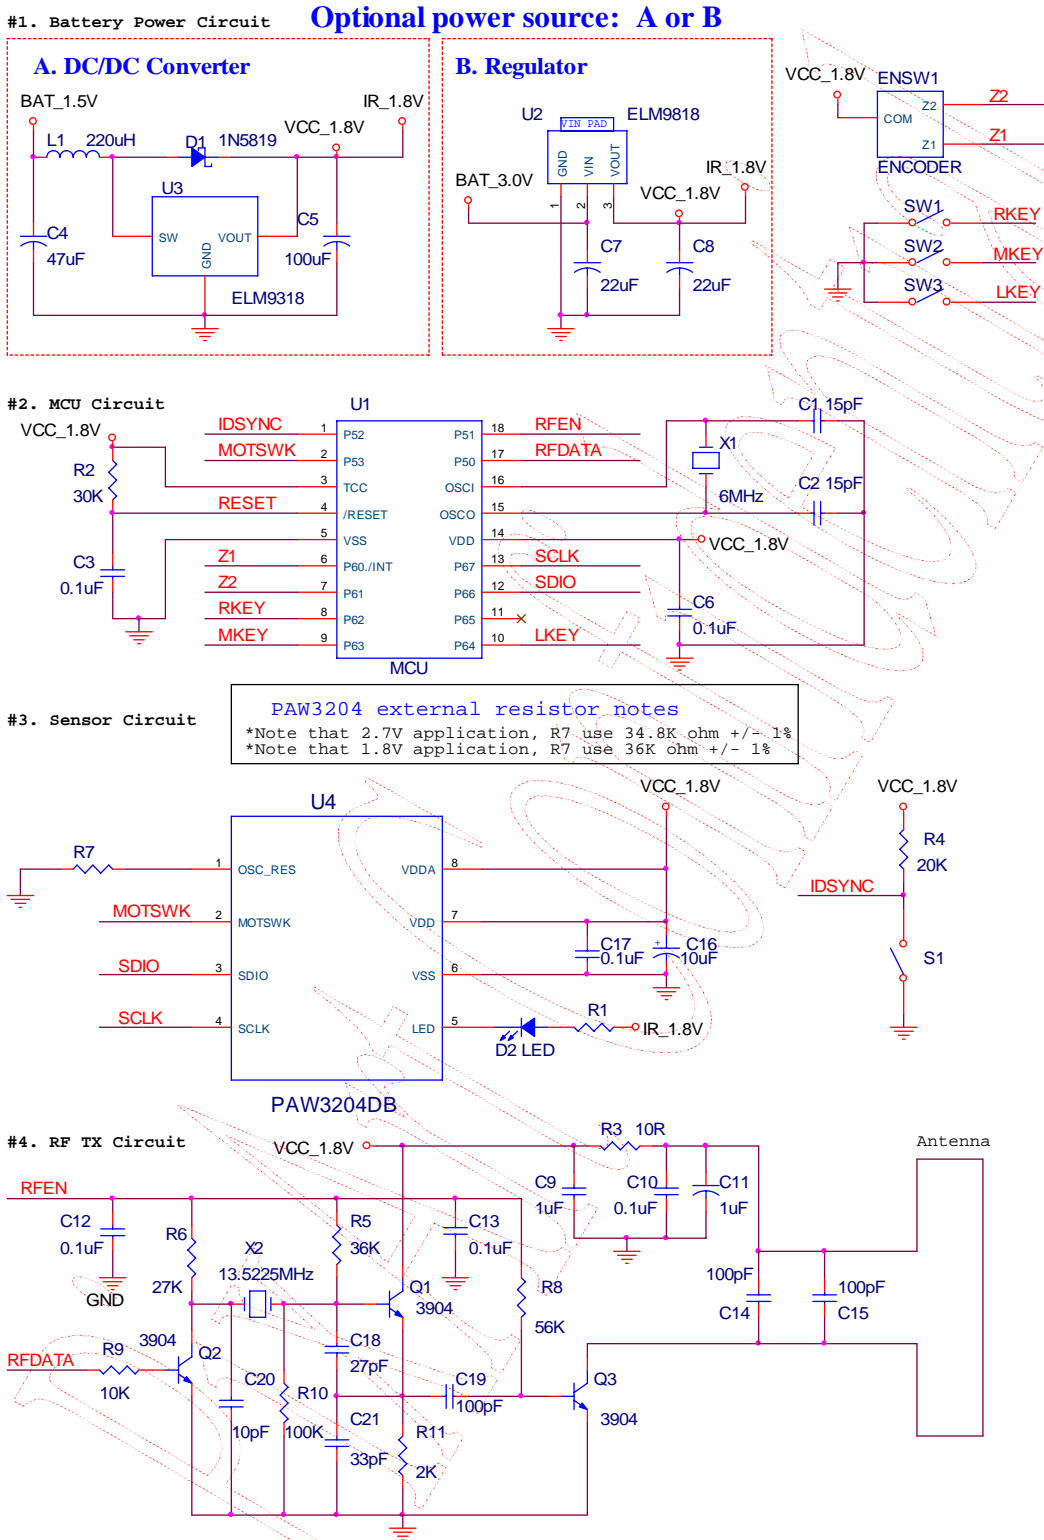 #1. Battery Power Circuit
Optional power source: A or B
A. DC/DC Converter
BAT_1.5V
IR_1.8V
VCC_1.8V
L1
220uH
D1
1N5819
U3
SW
VOUT
GND
ELM9318
C4
47uF
C5
100uF
B. Regulator
U2
VIN PAD
ELM9818
GND
VIN
VOUT
1
2
3
BAT_3.0V
IR_1.8V
VCC_1.8V
C7
22uF
C8
22uF
VCC_1.8V
ENSW1
Z2
COM
Z1
ENCODER
Z2
Z1
SW1
RKEY
SW2
MKEY
SW3
LKEY
#2. MCU Circuit
U1
VCC_1.8V
R2
30K
C3
0.1uF
IDSYNC
1
P52
MOTSWK
2
P53
3
TCC
RESET
4
/RESET
5
VSS
Z1
6
P60./INT
Z2
7
P61
RKEY
8
P62
MKEY
9
P63
P51
18
RFEN
P50
17
RFDATA
OSCI
16
OSCO
15
VDD
14
P67
13
SCLK
P66
12
SDIO
P65
11
P64
10
LKEY
MCU
C1 15pF
X1
6MHz
C2 15pF
VCC_1.8V
C6
0.1uF
#3. Sensor Circuit
PAW3204 external resistor notes
*Note that 2.7V application, R7 use 34.8K ohm +/- 1%
*Note that 1.8V application, R7 use 36K ohm +/- 1%
U4
VCC_1.8V
R7
1
OSC_RES
MOTSWK
2
MOTSWK
SDIO
3
SDIO
SCLK
4
SCLK
VDDA
8
VDD
7
VSS
6
LED
5
C17
0.1uF
C16
+
10uF
R1
D2 LED
IR_1.8V
PAW3204DB
VCC_1.8V
R4
20K
IDSYNC
S1
#4. RF TX Circuit
VCC_1.8V
R3 10R
Antenna
RFEN
C12
0.1uF
GND
R6
27K
X2
13.5225MHz
R5
36K
C13
0.1uF
C9
1uF
C10
0.1uF
C11
1uF
Q1
3904
R8
56K
100pF
C14
100pF
C15
RFDATA
R9
10K
3904
Q2
C20
10pF
R10
100K
C18
27pF
C21
33pF
C19
100pF
R11
2K
Q3
3904